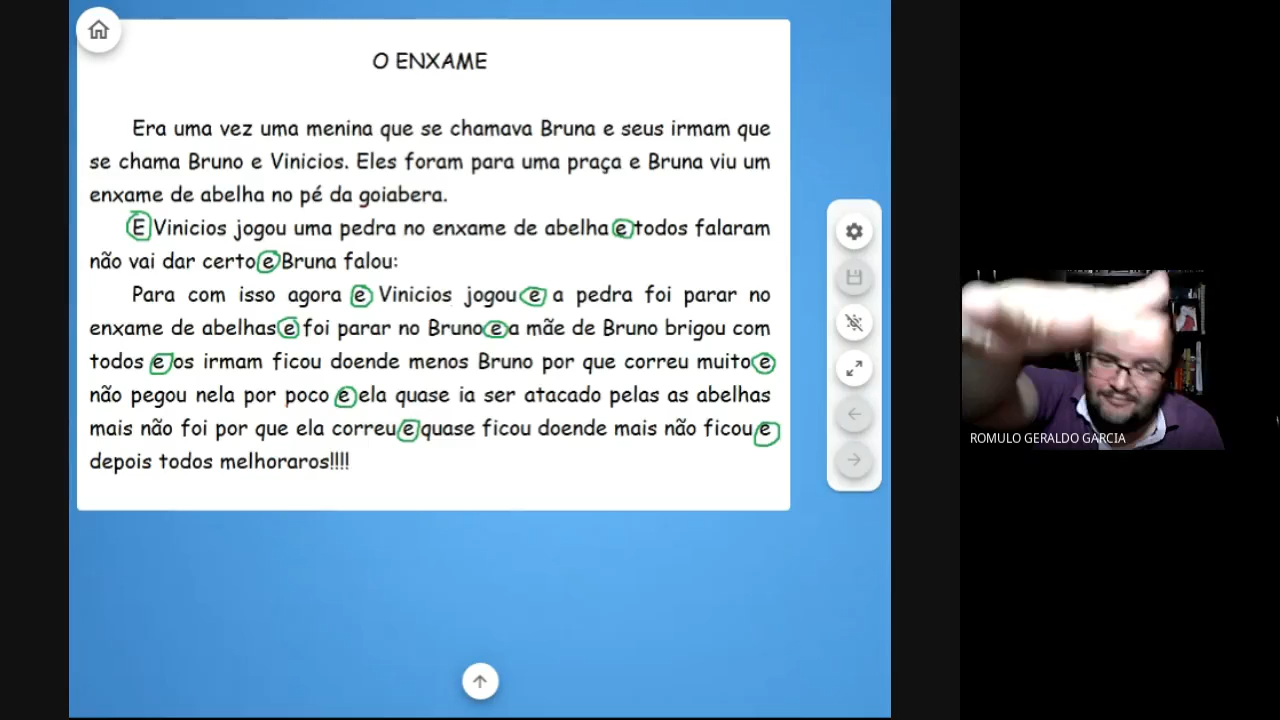 O ENXAME
Era uma vez uma menina que se chamava Bruna e seus irmam que
se chama Bruno e Vinicios. Eles foram para uma praça e Bruna viu um
enxame de abelha no pé da goiabera.
E Vinicios jogou uma pedra no enxame de abelha e todos falaram
não vai dar certo e Bruna falou:
Para com isso agora e Vinicios jogou e a pedra foi parar no
enxame de abelhas e foi parar no Bruno e a mãe de Bruno brigou com
todos e os irmam ficou doende menos Bruno por que correu muito e
não pegou nela por poco e ela quase ia ser atacado pelas as abelhas
mais não foi por que ela correu e quase ficou doende mais não ficou e
depois todos melhoraros!!!!
ROMULO GERALDO GARCIA